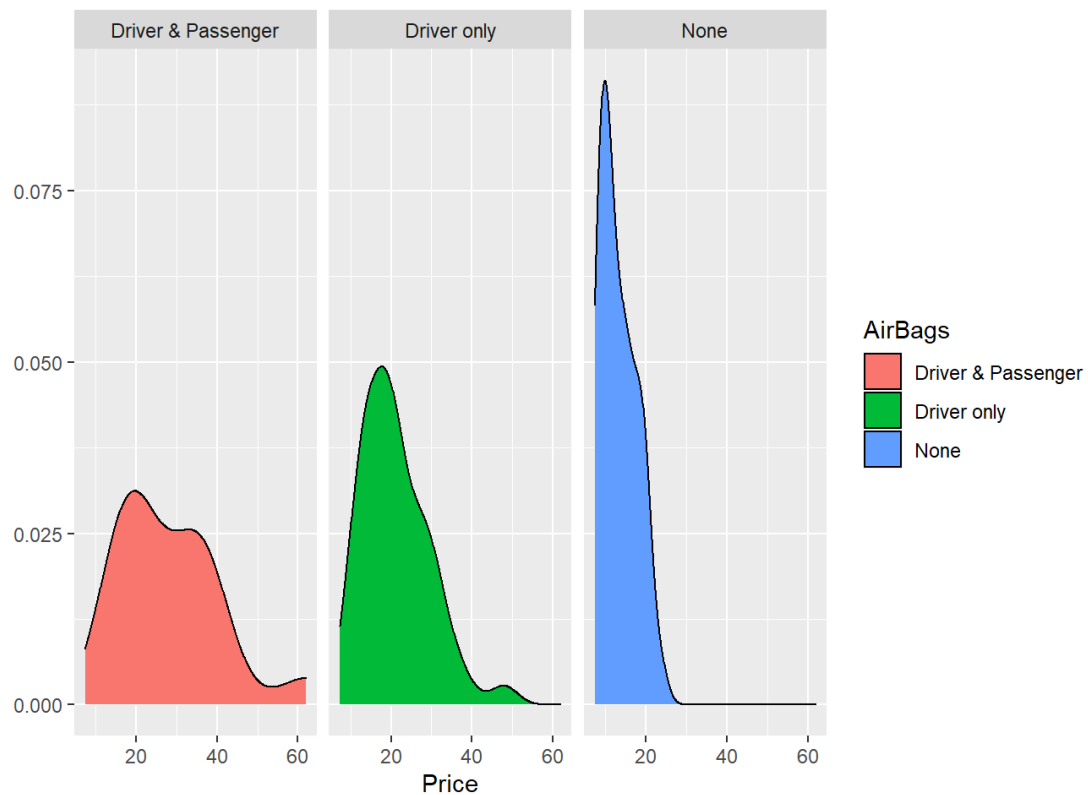 Driver & Passenger Driver only None
0.075
0.050
0.025
0.000
20 40 60 20 40 60 20 40 60
Price
AirBags
Driver & Passenger
Driver only
None